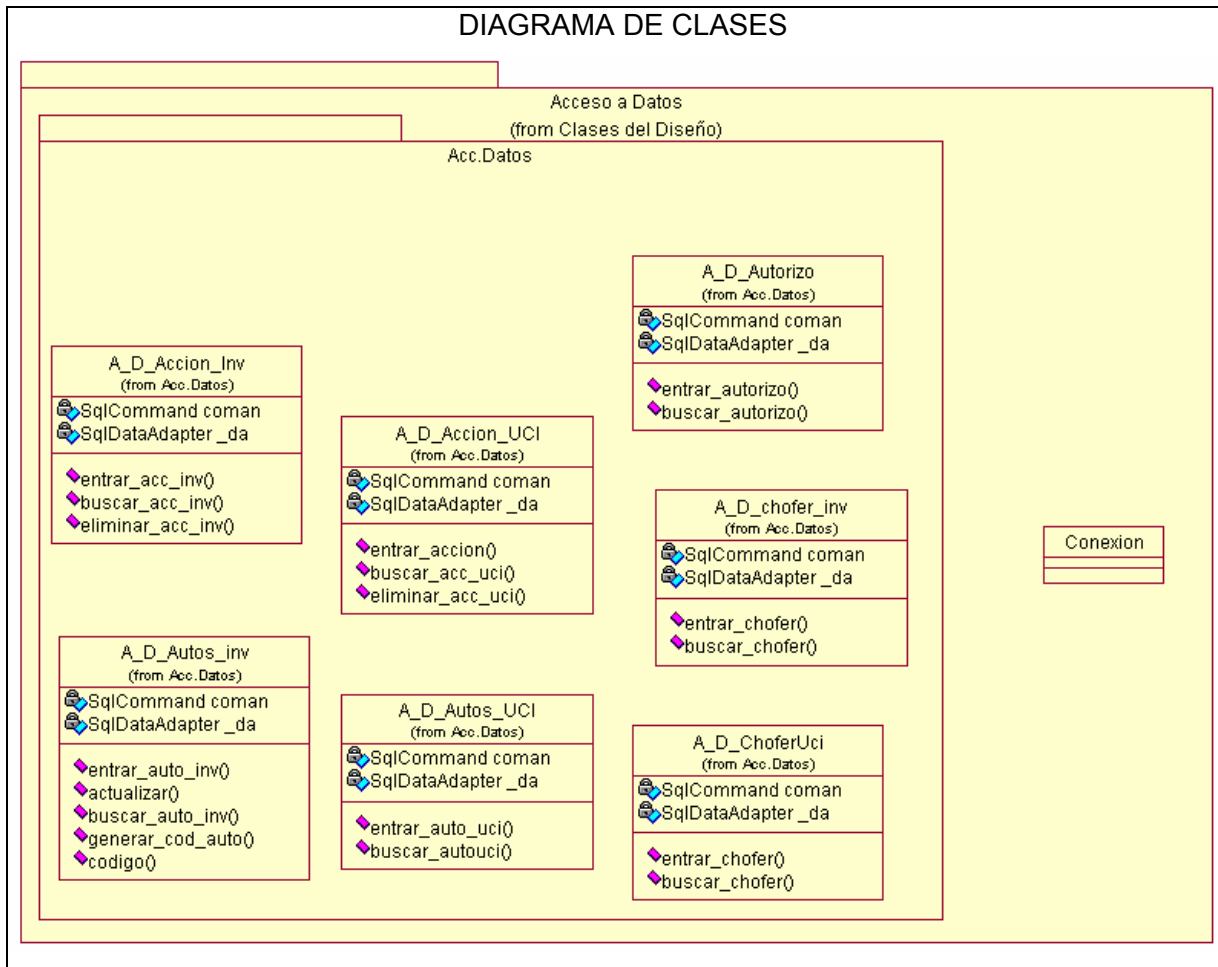 DIAGRAMA DE CLASES
Acceso a Datos
(from Clases del Diseño)
Acc.Datos
A_D_Autorizo
(from Acc.Datos)
SqlCommand coman
SqlDataAdapter _da
entrar_autorizo()
buscar_autorizo()
A_D_Accion_Inv
(from Acc.Datos)
SqlCommand coman
SqlDataAdapter _da
entrar_acc_inv()
buscar_acc_inv()
eliminar_acc_inv()
A_D_Accion_UCI
(from Acc.Datos)
SqlCommand coman
SqlDataAdapter _da
entrar_accion()
buscar_acc_uci()
eliminar_acc_uci()
A_D_chofer_inv
(from Acc.Datos)
SqlCommand coman
SqlDataAdapter _da
entrar_chofer()
buscar_chofer()
Conexion
A_D_Autos_inv
(from Acc.Datos)
SqlCommand coman
SqlDataAdapter _da
entrar_auto_inv()
actualizar()
buscar_auto_inv()
generar_cod_auto()
codigo()
A_D_Autos_UCI
(from Acc.Datos)
SqlCommand coman
SqlDataAdapter _da
entrar_auto_uci()
buscar_autouci()
A_D_ChoferUci
(from Acc.Datos)
SqlCommand coman
SqlDataAdapter _da
entrar_chofer()
buscar_chofer()